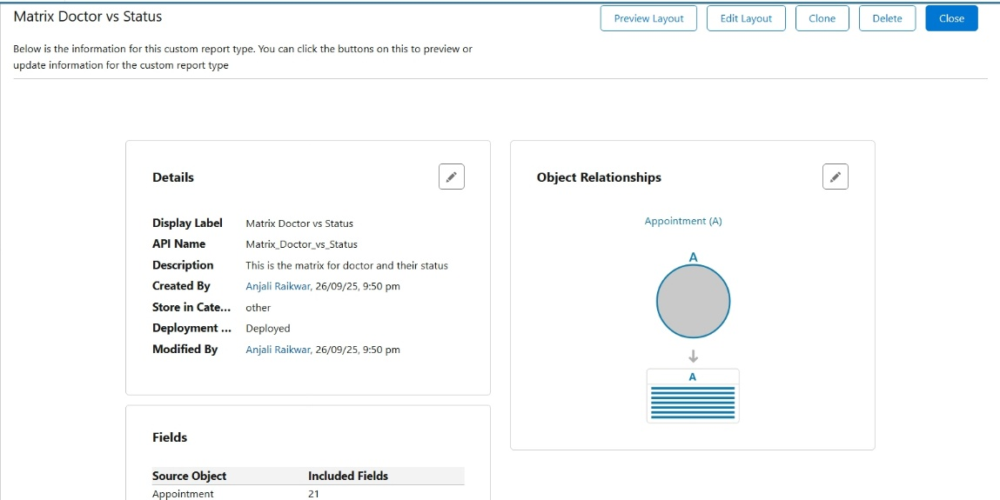 Matrix Doctor vs Status
Preview Layout
Edit Layout
Clone
Delete
Close
Below is the information for this custom report type. You can click the buttons on this to preview or
update information for the custom report type
Details
Display Label Matrix Doctor vs Status
API Name Matrix_Doctor_vs_Status
Description This is the matrix for doctor and their status
Created By Anjali Raikwar, 26/09/25, 9:50 pm
Store in Cate... other
Deployment ... Deployed
Modified By Anjali Raikwar, 26/09/25, 9:50 pm
Object Relationships
Appointment (A)
A
A
Fields
Source Object Included Fields
Appointment 21